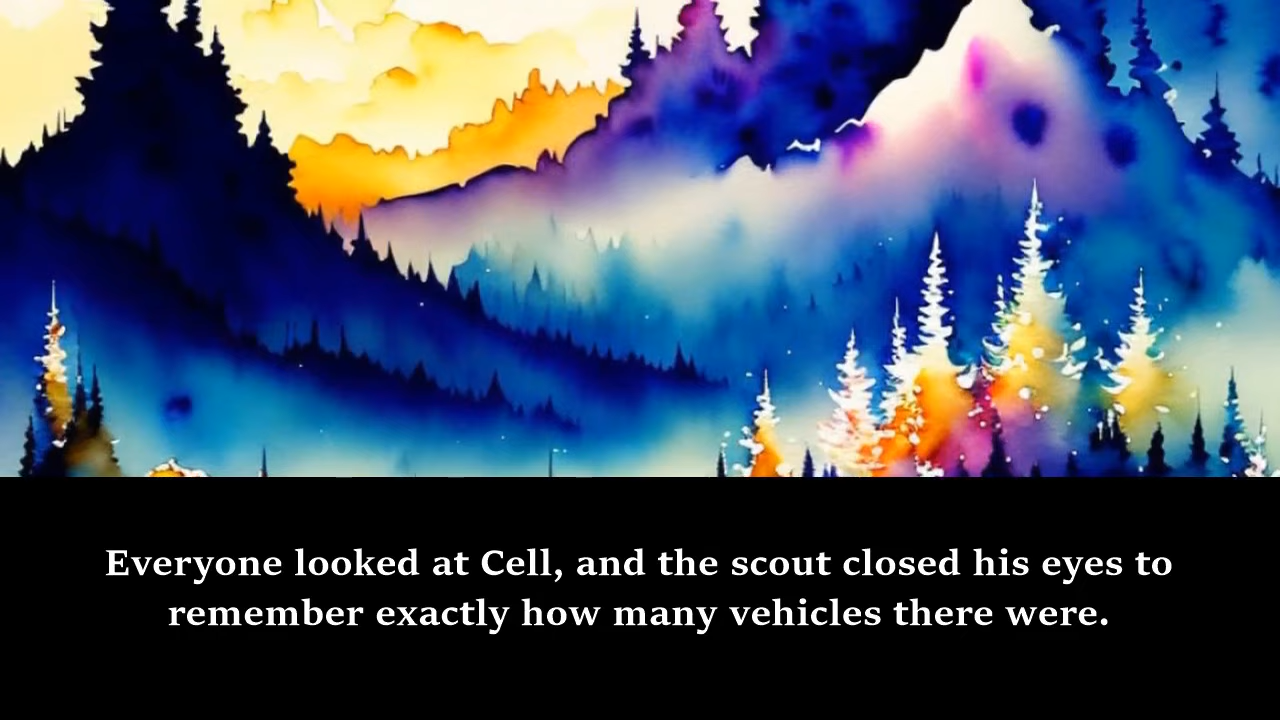 Everyone looked at Cell, and the scout closed his eyes to
remember exactly how many vehicles there were.